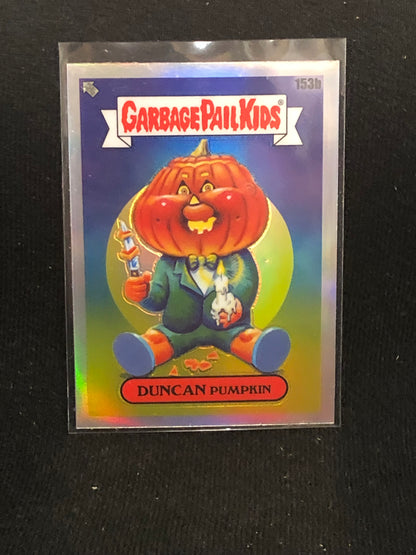 153b
GARBAGE PAIL KIDS®
DUNCAN PUMPKIN